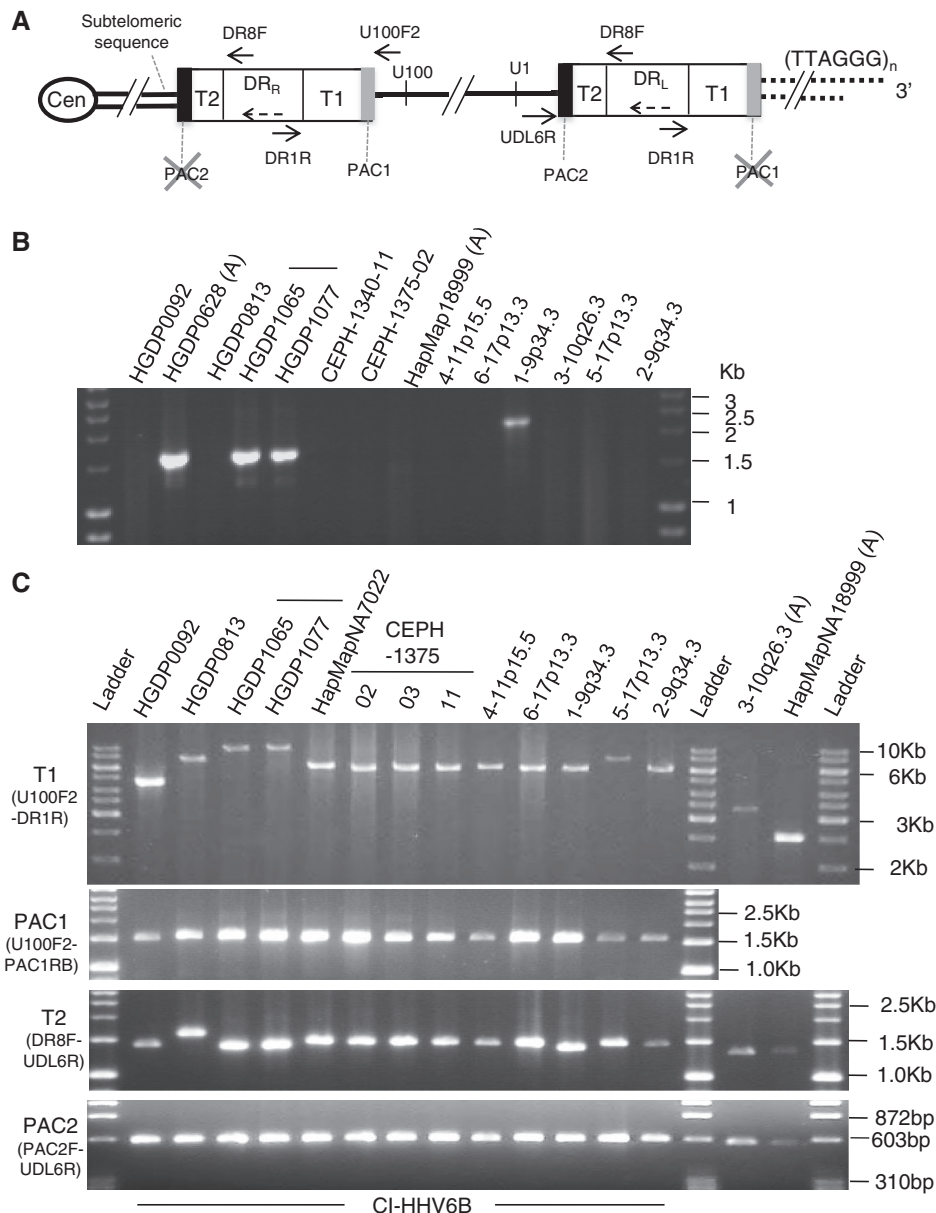 A
Subtelomeric
sequence
DR8F
U100F2
U100
U1
DR8F
(TTAGGG)n
Cen
T2
DRR
T1
T2
DRL
T1
3’
DR1R
UDL6R
DR1R
PAC2
PAC1
PAC2
PAC1
B
HGDP0092
HGDP0628 (A)
HGDP0813
HGDP1065
HGDP1077
CEPH-1340-11
CEPH-1375-02
HapMap18999 (A)
4-11p15.5
6-17p13.3
1-9p34.3
3-10q26.3
5-17p13.3
2-9q34.3
Kb
3
2.5
2
1.5
1
C
Ladder
HGDP0092
HGDP0813
HGDP1065
HGDP1077
HapMapNA7022
CEPH
-1375
02
03
11
4-11p15.5
6-17p13.3
1-9q34.3
5-17p13.3
2-9q34.3
Ladder
3-10q26.3 (A)
HapMapNA18999 (A)
Ladder
T1
(U100F2
-DR1R)
10Kb
6Kb
3Kb
2Kb
PAC1
(U100F2-
PAC1RB)
2.5Kb
1.5Kb
1.0Kb
T2
(DR8F-
UDL6R)
2.5Kb
1.5Kb
1.0Kb
PAC2
(PAC2F-
UDL6R)
872bp
603bp
310bp
CI-HHV6B